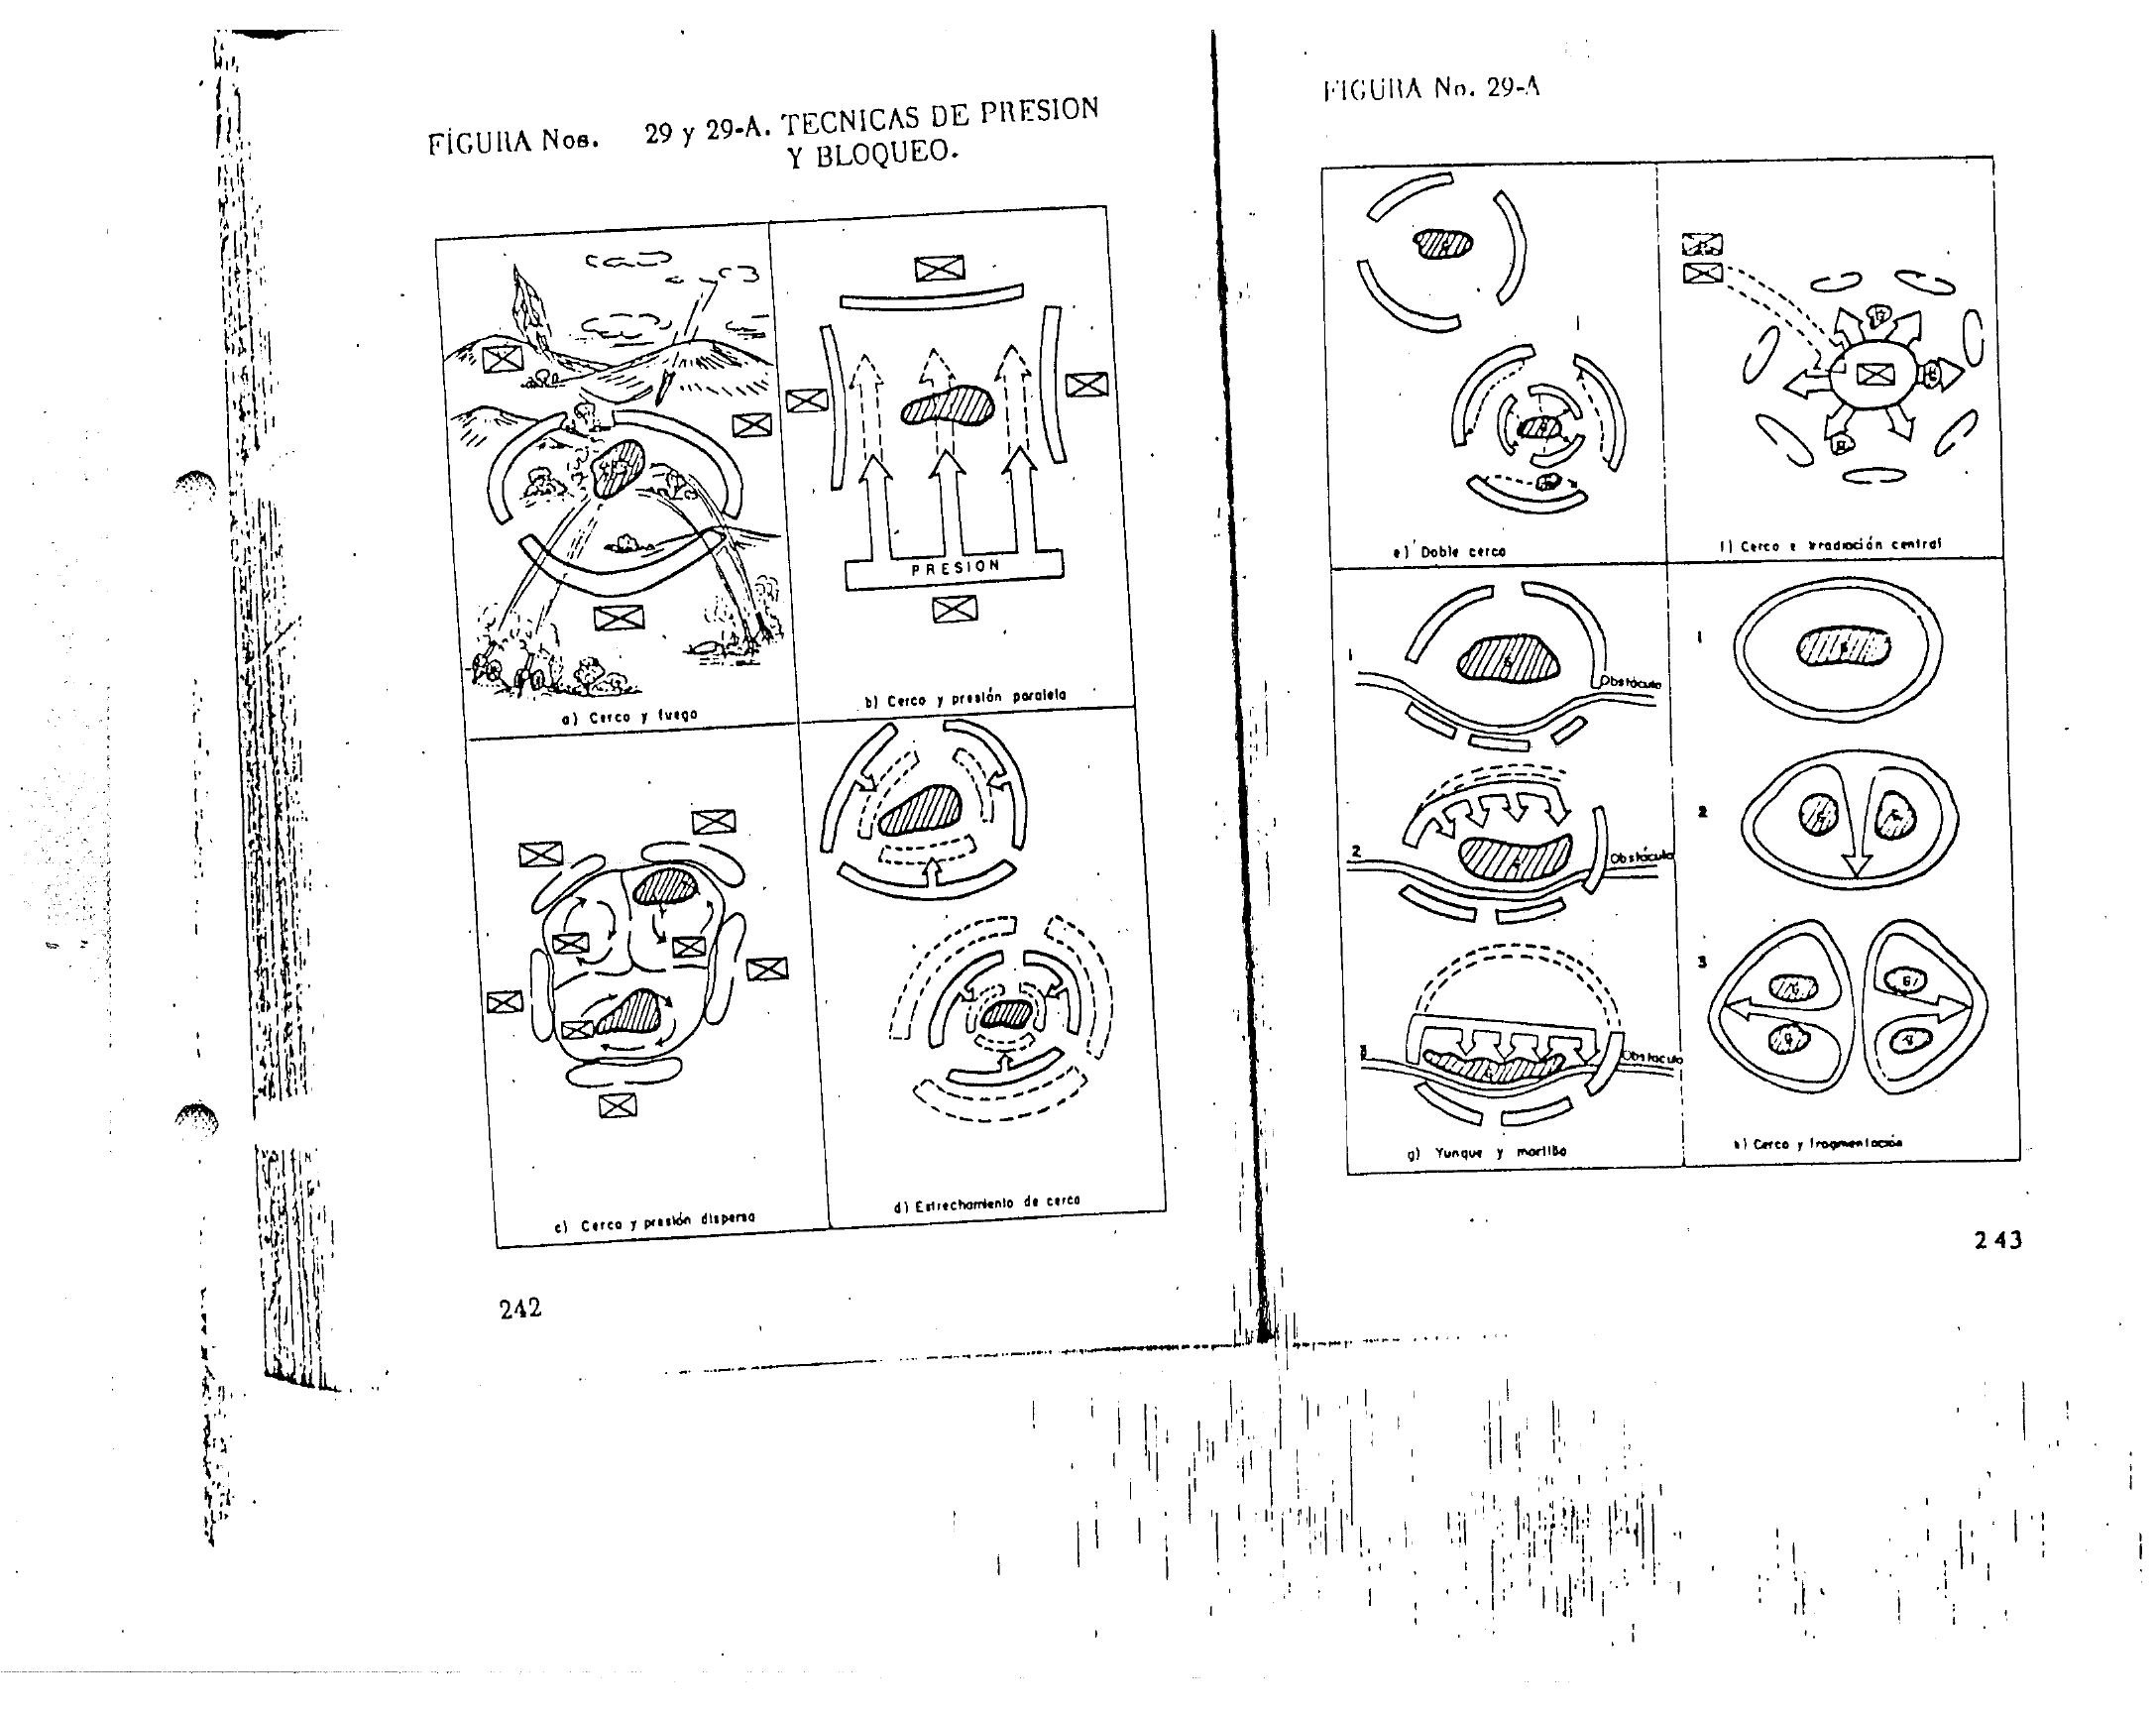 FIGURA Nos. 29 y 29-A. TECNICAS DE PRESION
Y BLOQUEO.
PRESION
a) Cerco y fuego
b) Cerco y presión paralela
c) Cerco y presión dispersa
d) Estrechamiento de cerco
242
FIGURA No. 29-A
e) Doble cerco
f) Cerco e irradiación central
1
Obstáculo
2
Obstáculo
3
Obstaculo
g) Yunque y martillo
1
2
3
h) Cerco y fragmentación
243